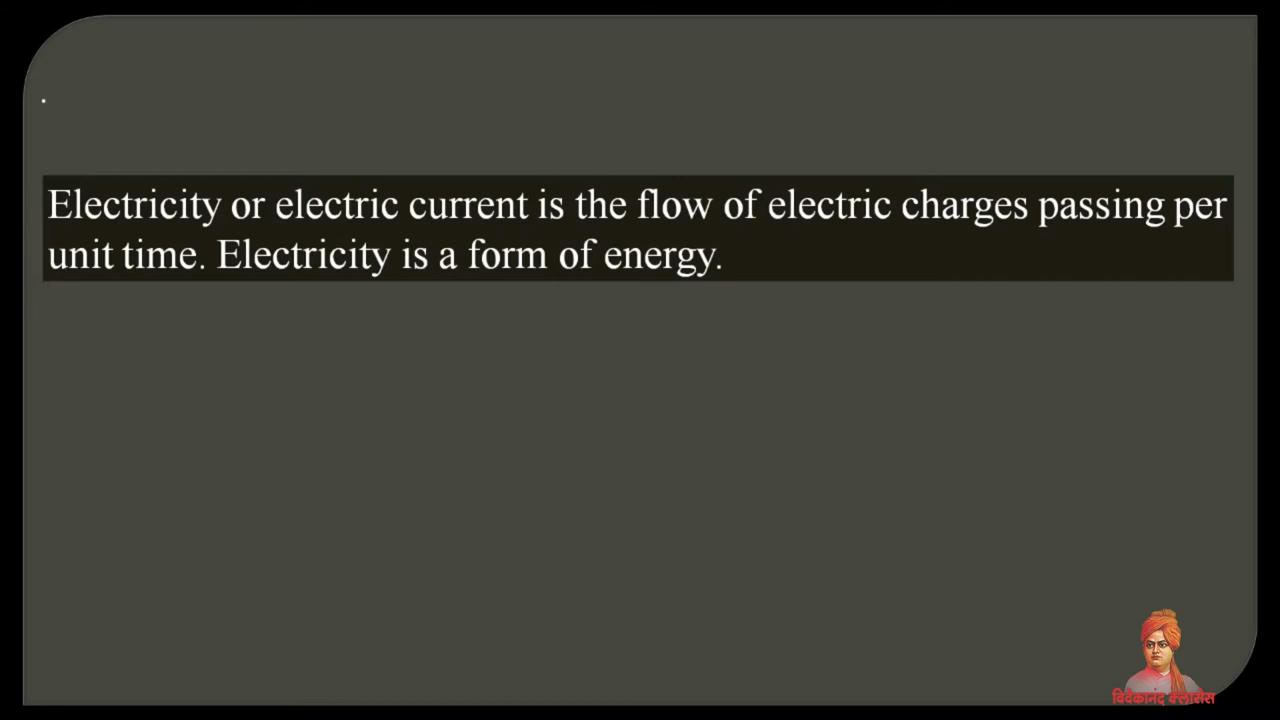 .
Electricity or electric current is the flow of electric charges passing per
unit time. Electricity is a form of energy.
विवेकानंद क्लासेस